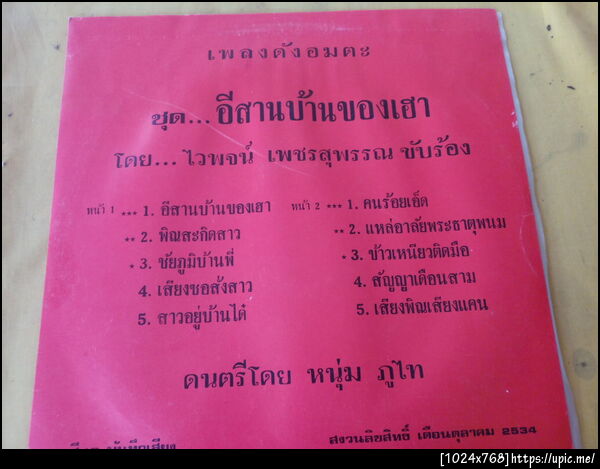 เพลงดังอมตะ
ชุด... อีสานบ้านของเฮา
โดย... ไวพจน์ เพชรสุพรรณ ขับร้อง
หน้า 1 *** 1. อีสานบ้านของเฮา
** 2. พิณสะกิดสาว
* 3. ชัยภูมิบ้านพี่
4. เสียงซอสั่งสาว
5. สาวอยู่บ้านได๋
หน้า 2 *** 1. คนร้อยเอ็ด
** 2. แหล่อาลัยพระธาตุพนม
* 3. ข้าวเหนียวติดมือ
4. สัญญาเดือนสาม
5. เสียงพิณเสียงแคน
ดนตรีโดย หนุ่ม ภูไท
สงวนลิขสิทธิ์ เดือนตุลาคม 2534
[1024x768]https://upic.me/